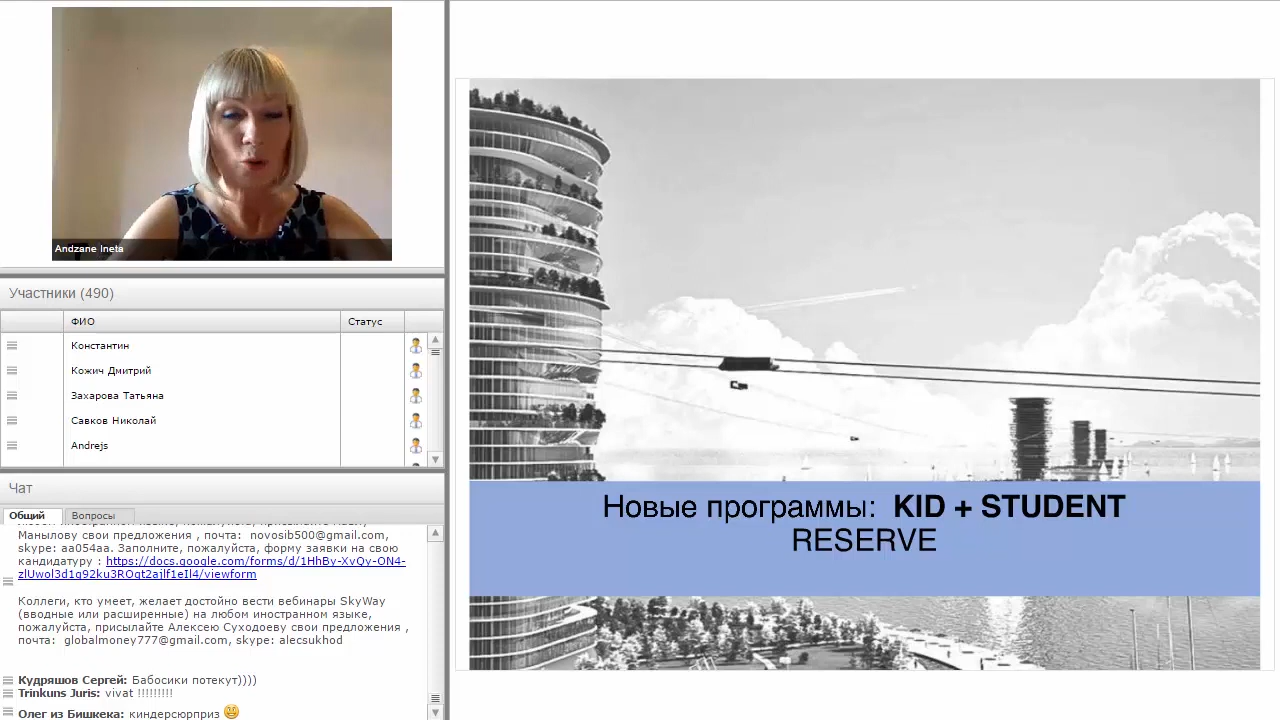 Andzane Ineta
Участники (490)
ФИО
Статус
Константин
Кожич Дмитрий
Захарова Татьяна
Савков Николай
Andrejs
Чат
Общий
Вопросы
Манылову свои предложения , почта: novosib500@gmail.com,
skype: aa054aa. Заполните, пожалуйста, форму заявки на свою
кандидатуру : https://docs.google.com/forms/d/1HhBy-XvQy-ON4-
zlUwol3d1g92ku3ROgt2ajlf1eIl4/viewform
Коллеги, кто умеет, желает достойно вести вебинары SkyWay
(вводные или расширенные) на любом иностранном языке,
пожалуйста, присылайте Алексею Суходоеву свои предложения ,
почта: globalmoney777@gmail.com, skype: alecsukhod
Кудряшов Сергей: Бабосики потекут))))
Trinkuns Juris: vivat !!!!!!!!!
Олег из Бишкека: киндерсюрприз
Новые программы: KID + STUDENT
RESERVE